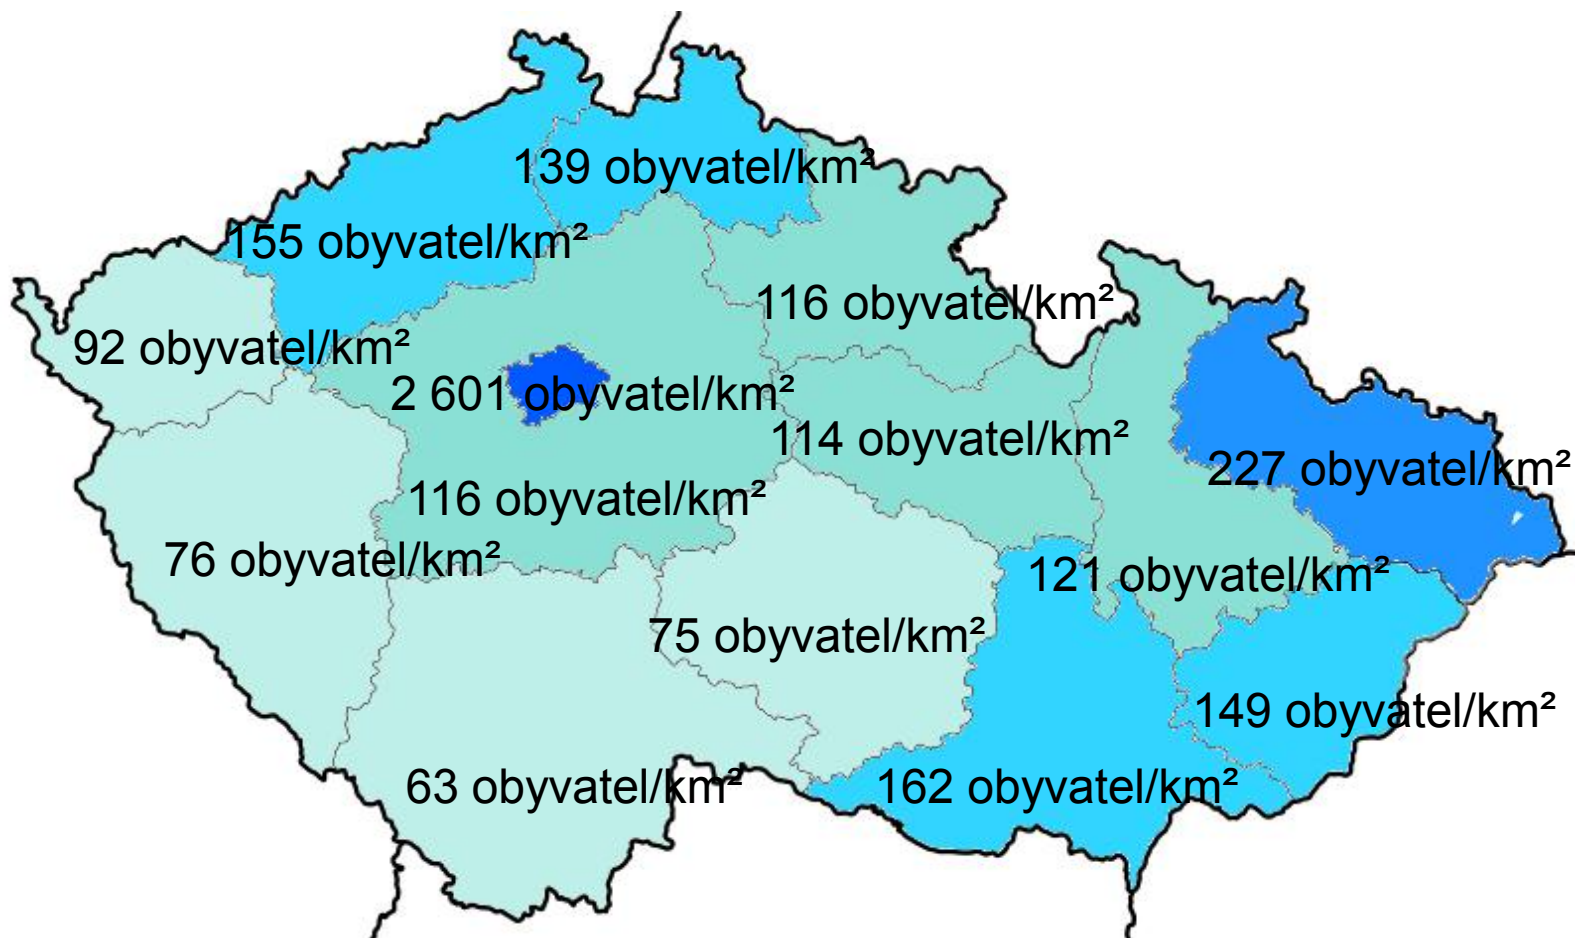 139 obyvatel/km²
155 obyvatel/km²
116 obyvatel/km²
92 obyvatel/km²
2 601 obyvatel/km²
114 obyvatel/km²
227 obyvatel/km²
116 obyvatel/km²
76 obyvatel/km²
121 obyvatel/km²
75 obyvatel/km²
149 obyvatel/km²
63 obyvatel/km²
162 obyvatel/km²